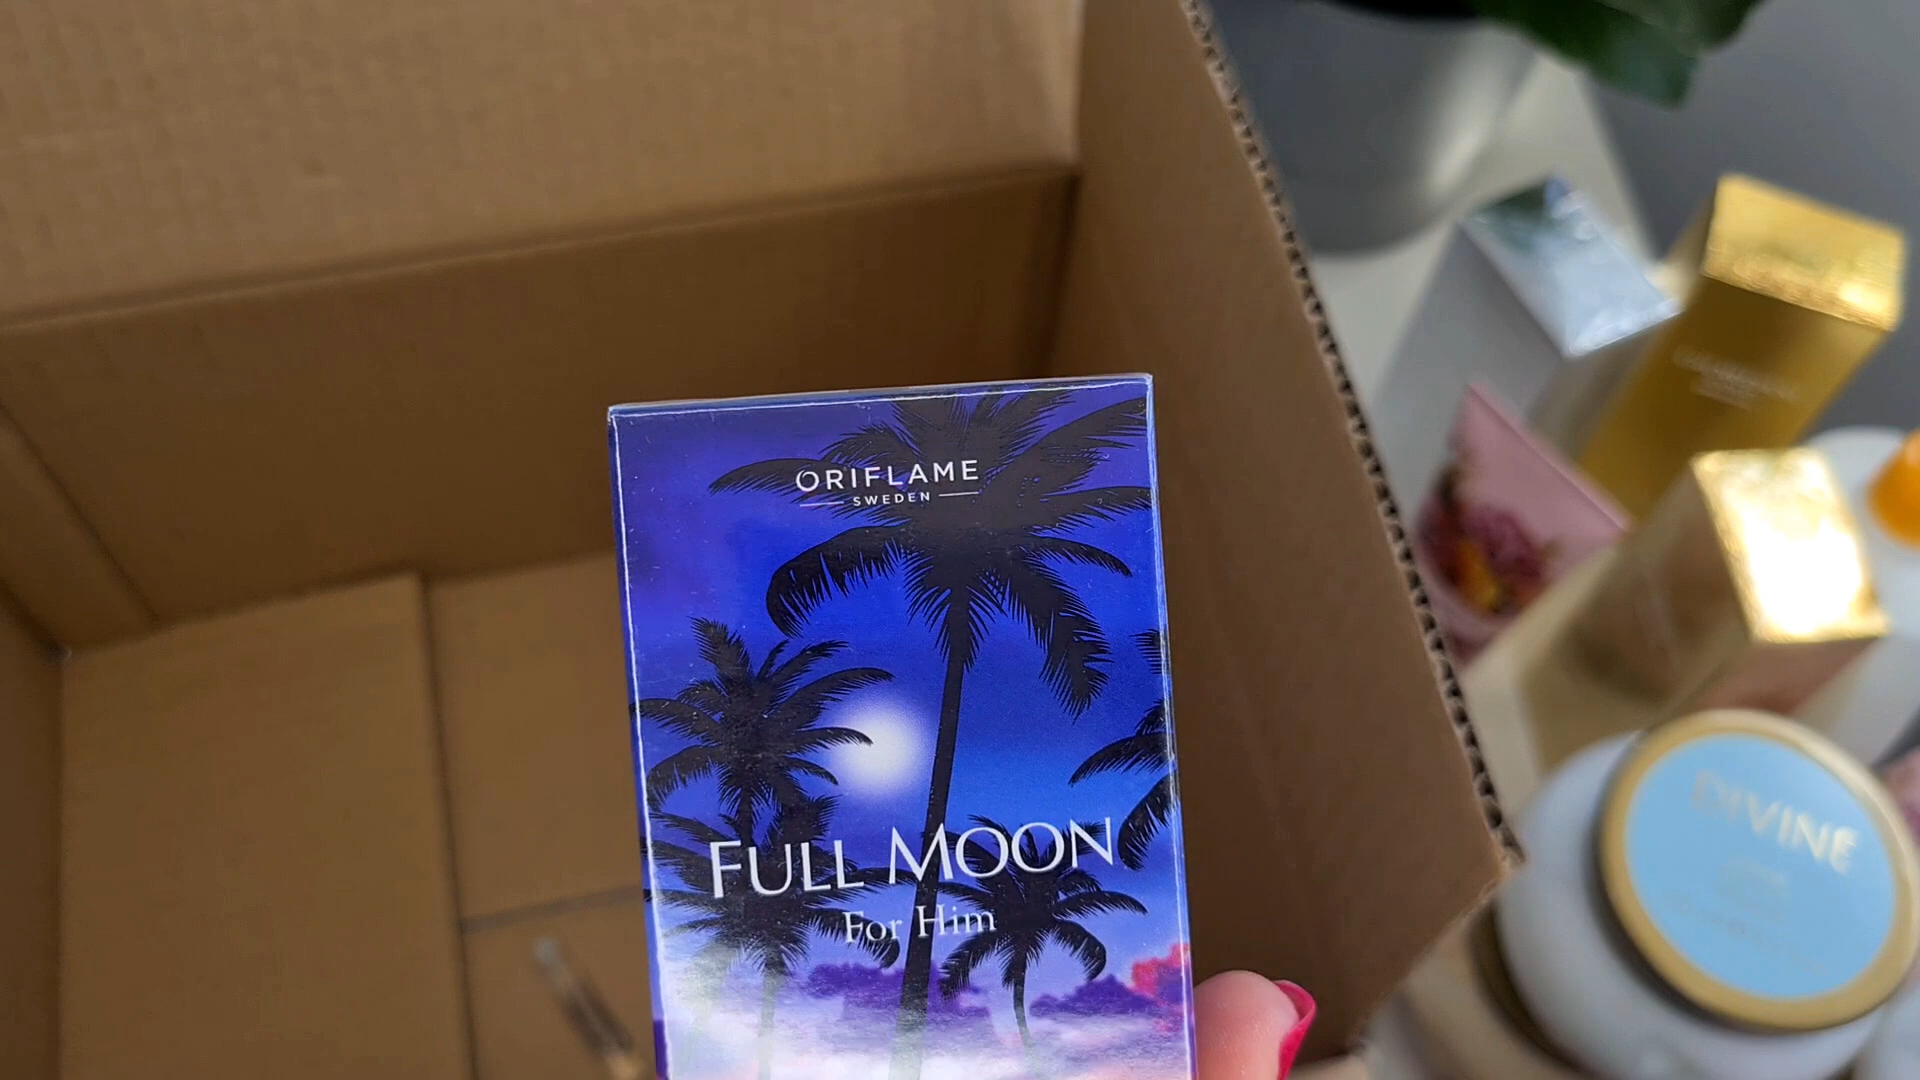 ORIFLAME
SWEDEN
FULL MOON
For Him
DIVINE